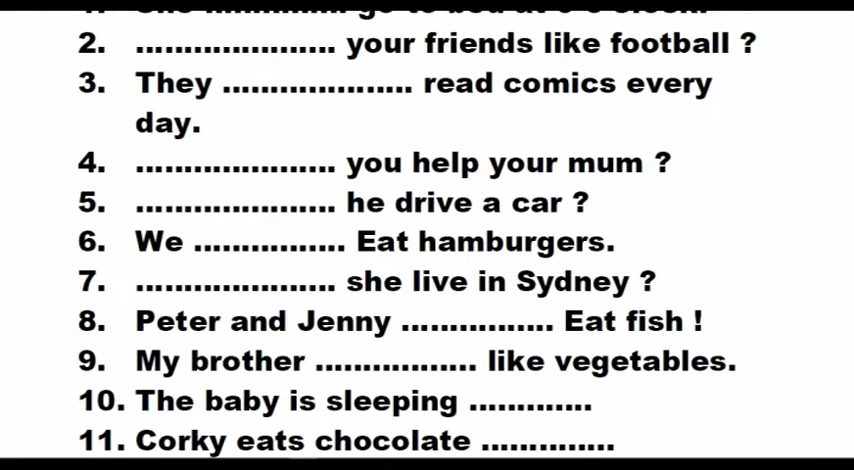 2. ..................... your friends like football ?
3. They .................... read comics every
day.
4. ..................... you help your mum ?
5. ..................... he drive a car ?
6. We ................ Eat hamburgers.
7. ..................... she live in Sydney ?
8. Peter and Jenny ................ Eat fish !
9. My brother ................. like vegetables.
10. The baby is sleeping .............
11. Corky eats chocolate ..............